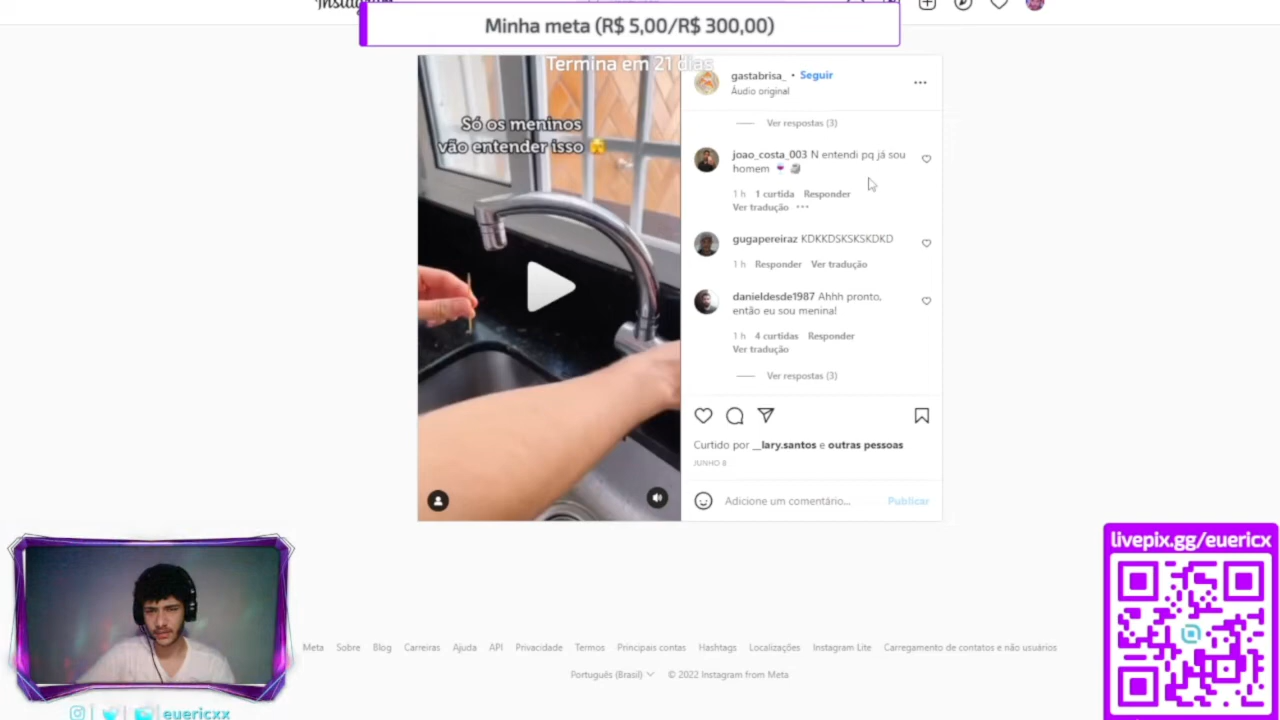 Minha meta (R$ 5,00/R$ 300,00)
Termina em 21 dias
Só os meninos
vão entender isso
gastabrisa_ • Seguir
Áudio original
Ver respostas (3)
joao_costa_003 N entendi pq já sou
homem 🍷 🗿
1 h 1 curtida Responder
Ver tradução •••
gugapereiraz KDKKDSKSKSKDKD
1 h Responder Ver tradução
danieldesde1987 Ahhh pronto,
então eu sou menina!
1 h 4 curtidas Responder
Ver tradução
Ver respostas (3)
Curtido por __lary.santos e outras pessoas
JUNHO 8
Adicione um comentário... Publicar
livepix.gg/euericx
Meta Sobre Blog Carreiras Ajuda API Privacidade Termos Principais contas Hashtags Localizações Instagram Lite Carregamento de contatos e não usuários
Português (Brasil) © 2022 Instagram from Meta
euericxx